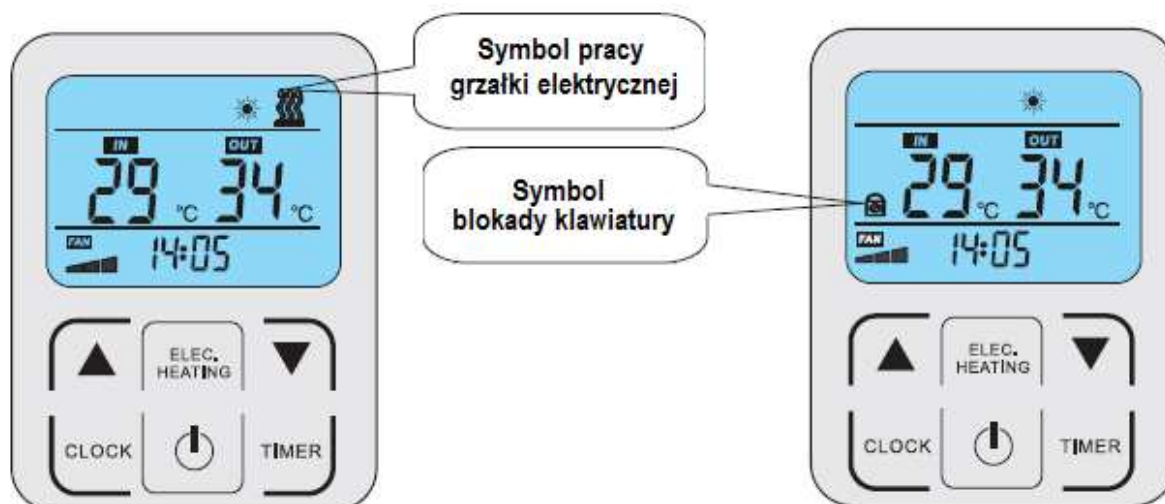 Symbol pracy
grzałki elektrycznej
IN OUT
29 °C 34 °C
FAN 14:05
ELEC.
HEATING
CLOCK TIMER
Symbol
blokady klawiatury
IN OUT
29 °C 34 °C
FAN 14:05
ELEC.
HEATING
CLOCK TIMER